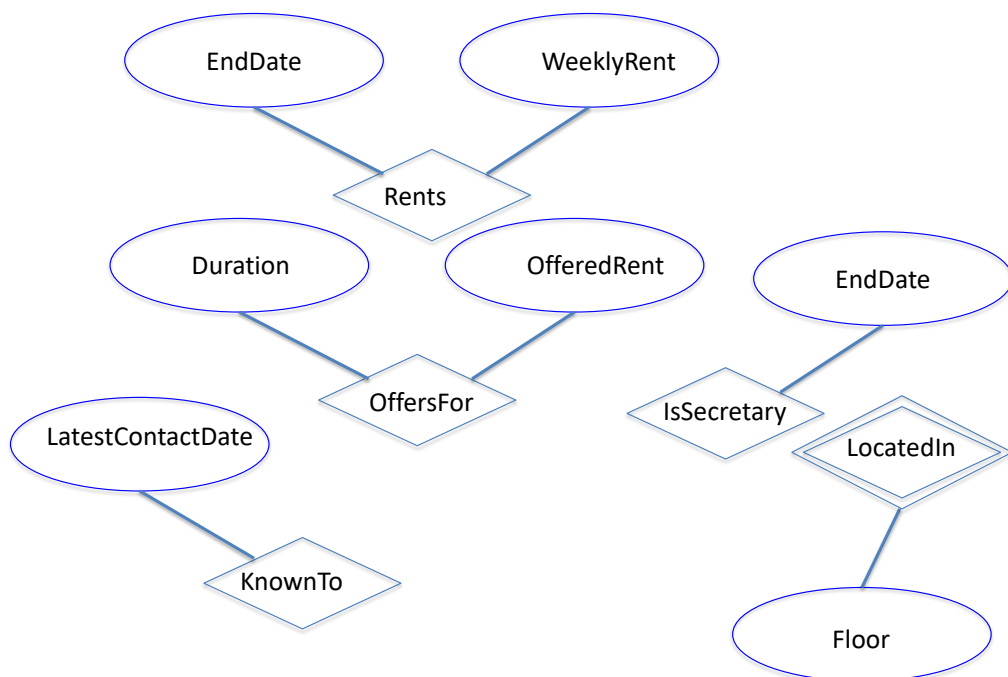 EndDate
WeeklyRent
Rents
Duration
OfferedRent
EndDate
OffersFor
IsSecretary
LatestContactDate
LocatedIn
KnownTo
Floor